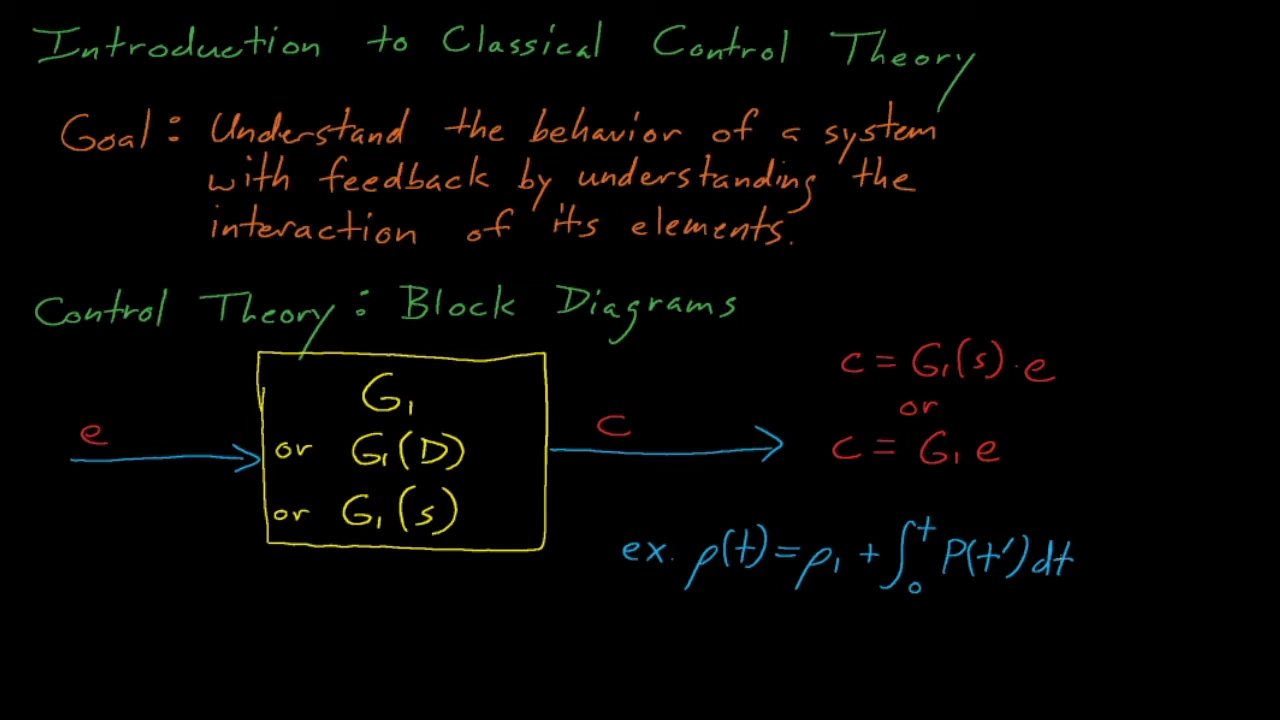 Introduction to Classical Control Theory
Goal: Understand the behavior of a system
with feedback by understanding the
interaction of its elements.
Control Theory: Block Diagrams
e
G₁
or G₁(D)
or G₁(s)
c
c = G₁(s)·e
or
c = G₁e
ex. ρ(t) = ρ₁ + ∫₀ᵗ P(t′)dt